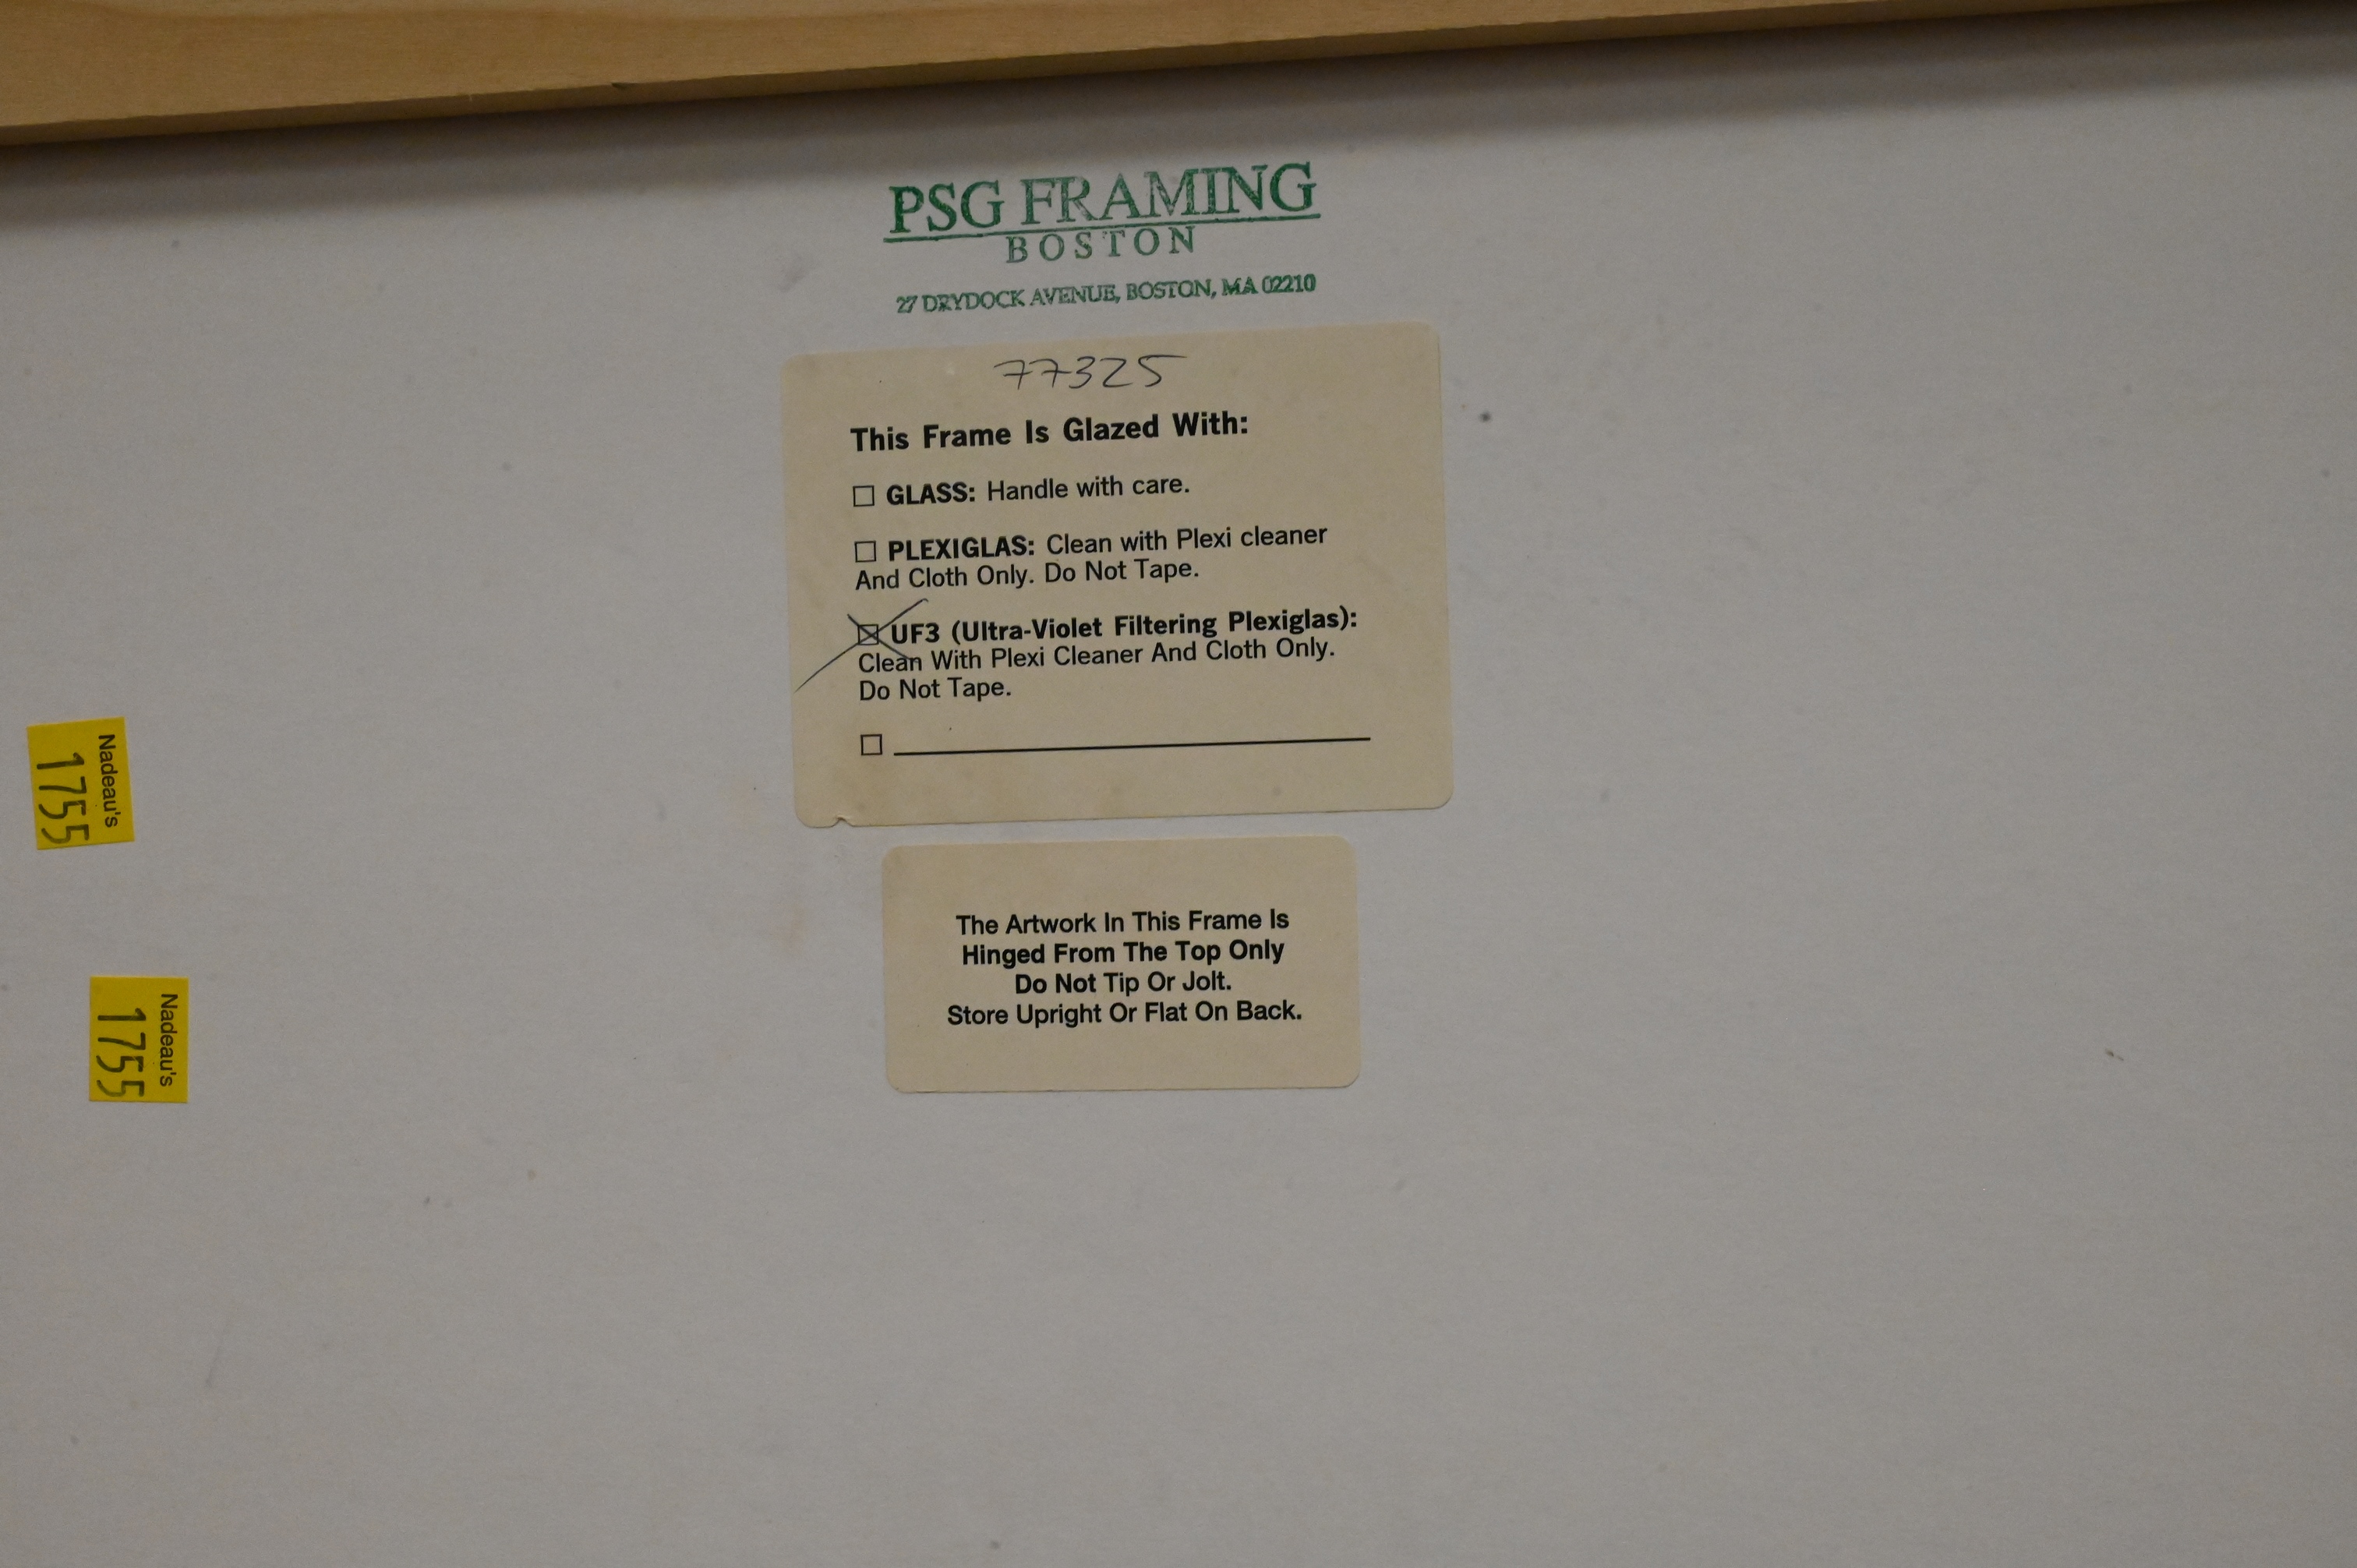 PSG FRAMING
BOSTON
27 DRYDOCK AVENUE, BOSTON, MA 02210
77325
This Frame Is Glazed With:
☐ GLASS: Handle with care.
☐ PLEXIGLAS: Clean with Plexi cleaner
And Cloth Only. Do Not Tape.
☒ UF3 (Ultra-Violet Filtering Plexiglas):
Clean With Plexi Cleaner And Cloth Only.
Do Not Tape.
☐
The Artwork In This Frame Is
Hinged From The Top Only
Do Not Tip Or Jolt.
Store Upright Or Flat On Back.
Nadeau's
1755
Nadeau's
1755